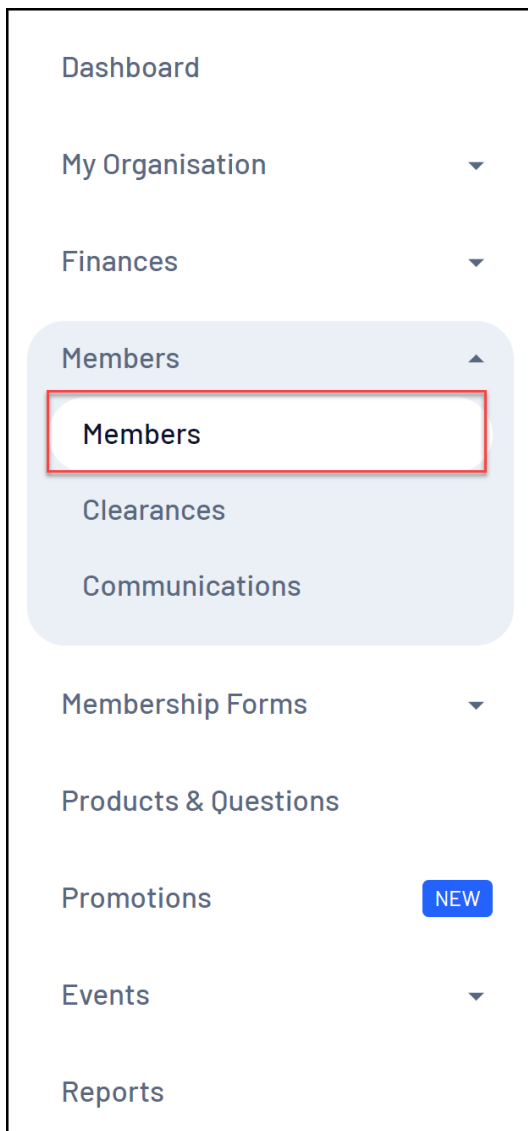 Dashboard
My Organisation
Finances
Members
Members
Clearances
Communications
Membership Forms
Products & Questions
Promotions NEW
Events
Reports